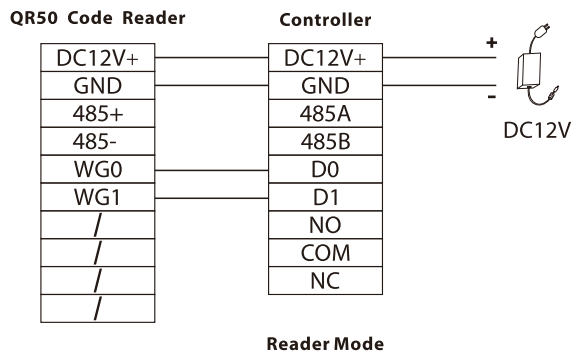 QR50 Code Reader
Controller
DC12V+
GND
485+
485-
WG0
WG1
/
/
/
/
DC12V+
GND
485A
485B
D0
D1
NO
COM
NC
+
-
DC12V
Reader Mode